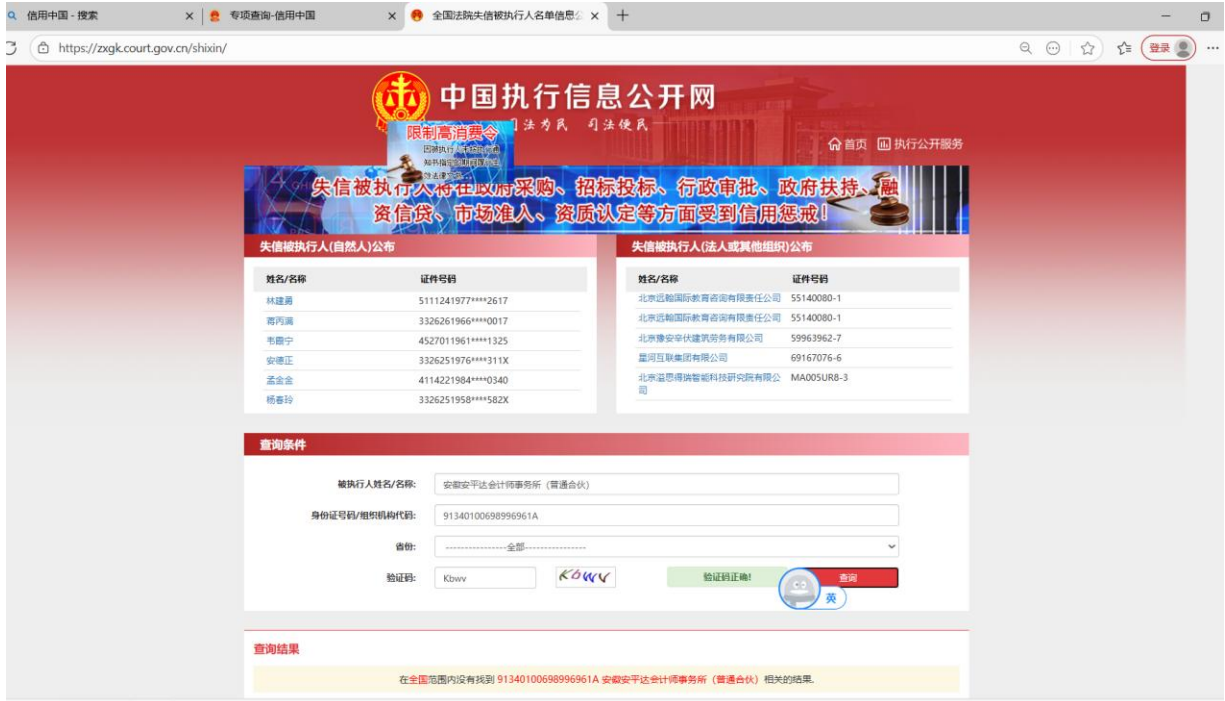 信用中国 - 搜索
专项查询-信用中国
全国法院失信被执行人名单信息
https://zxgk.court.gov.cn/shixin/
登录
中国执行信息公开网
司法为民 司法便民
限制高消费令
首页 执行公开服务
失信被执行人将在政府采购、招标投标、行政审批、政府扶持、融
资信贷、市场准入、资质认定等方面受到信用惩戒!
失信被执行人(自然人)公布
姓名/名称 证件号码
林建勇 5111241977****2617
蒋丙满 3326261966****0017
韦霞宁 4527011961****1325
安德正 3326251976****311X
孟金金 4114221984****0340
杨春玲 3326251958****582X
失信被执行人(法人或其他组织)公布
姓名/名称 证件号码
北京远翰国际教育咨询有限责任公司 55140080-1
北京远翰国际教育咨询有限责任公司 55140080-1
北京豫安辛伏建筑劳务有限公司 59963962-7
星河互联集团有限公司 69167076-6
北京溢思得瑞智能科技研究院有限公 MA005UR8-3
司
查询条件
被执行人姓名/名称: 安徽安平达会计师事务所(普通合伙)
身份证号码/组织机构代码: 91340100698996961A
省份: ----------------全部----------------
验证码: Kbwv KbWV 验证码正确! 查询
英
查询结果
在全国范围内没有找到 91340100698996961A 安徽安平达会计师事务所(普通合伙)相关的结果.